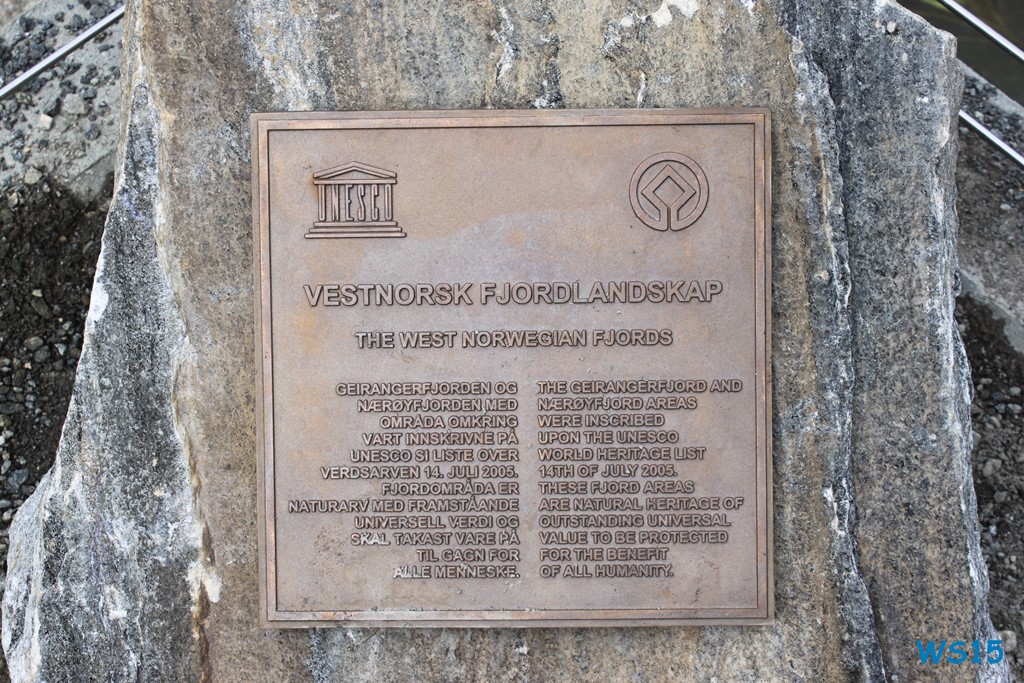 UNESCO
VESTNORSK FJORDLANDSKAP
THE WEST NORWEGIAN FJORDS
GEIRANGERFJORDEN OG
NÆRØYFJORDEN MED
OMRÅDA OMKRING
VART INNSKRIVNE PÅ
UNESCO SI LISTE OVER
VERDSARVEN 14. JULI 2005.
FJORDOMRÅDA ER
NATURARV MED FRAMSTÅANDE
UNIVERSELL VERDI OG
SKAL TAKAST VARE PÅ
TIL GAGN FOR
ALLE MENNESKE.
THE GEIRANGERFJORD AND
NÆRØYFJORD AREAS
WERE INSCRIBED
UPON THE UNESCO
WORLD HERITAGE LIST
14TH OF JULY 2005.
THESE FJORD AREAS
ARE NATURAL HERITAGE OF
OUTSTANDING UNIVERSAL
VALUE TO BE PROTECTED
FOR THE BENEFIT
OF ALL HUMANITY.
WS15